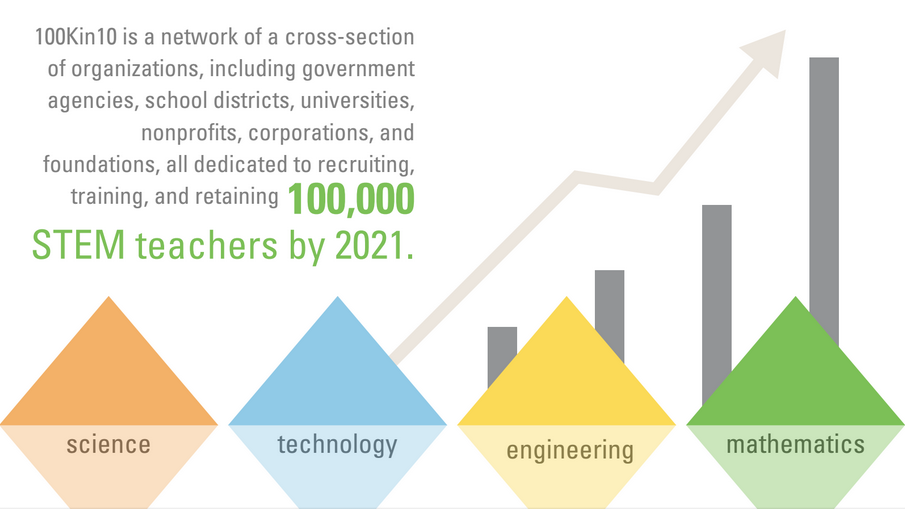 100Kin10 is a network of a cross-section
of organizations, including government
agencies, school districts, universities,
nonprofits, corporations, and
foundations, all dedicated to recruiting,
training, and retaining 100,000
STEM teachers by 2021.
science
technology
engineering
mathematics